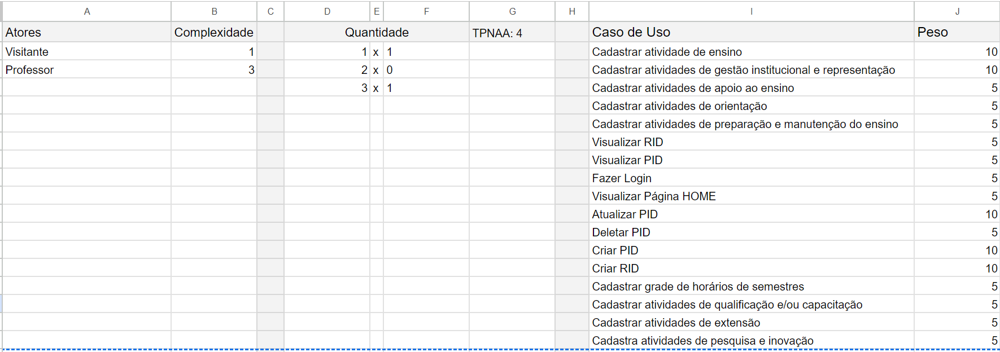 A B C D E F G H I J
Atores Complexidade Quantidade TPNAA: 4 Caso de Uso Peso
Visitante 1 1 x 1 Cadastrar atividade de ensino 10
Professor 3 2 x 0 Cadastrar atividades de gestão institucional e representação 10
3 x 1 Cadastrar atividades de apoio ao ensino 5
Cadastrar atividades de orientação 5
Cadastrar atividades de preparação e manutenção do ensino 5
Visualizar RID 5
Visualizar PID 5
Fazer Login 5
Visualizar Página HOME 5
Atualizar PID 10
Deletar PID 5
Criar PID 10
Criar RID 10
Cadastrar grade de horários de semestres 5
Cadastrar atividades de qualificação e/ou capacitação 5
Cadastrar atividades de extensão 5
Cadastra atividades de pesquisa e inovação 5